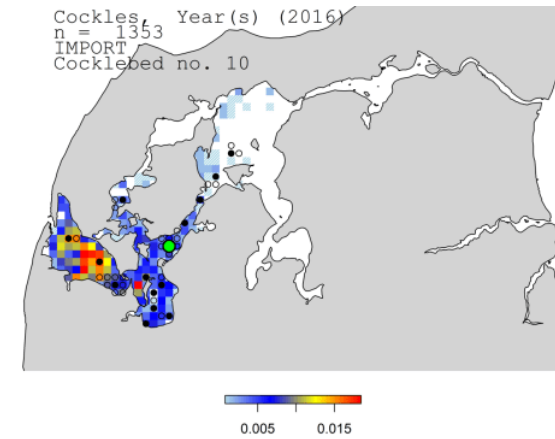 Cockles, Year(s) (2016)
n = 1353
IMPORT
Cocklebed no. 10
0.005 0.015